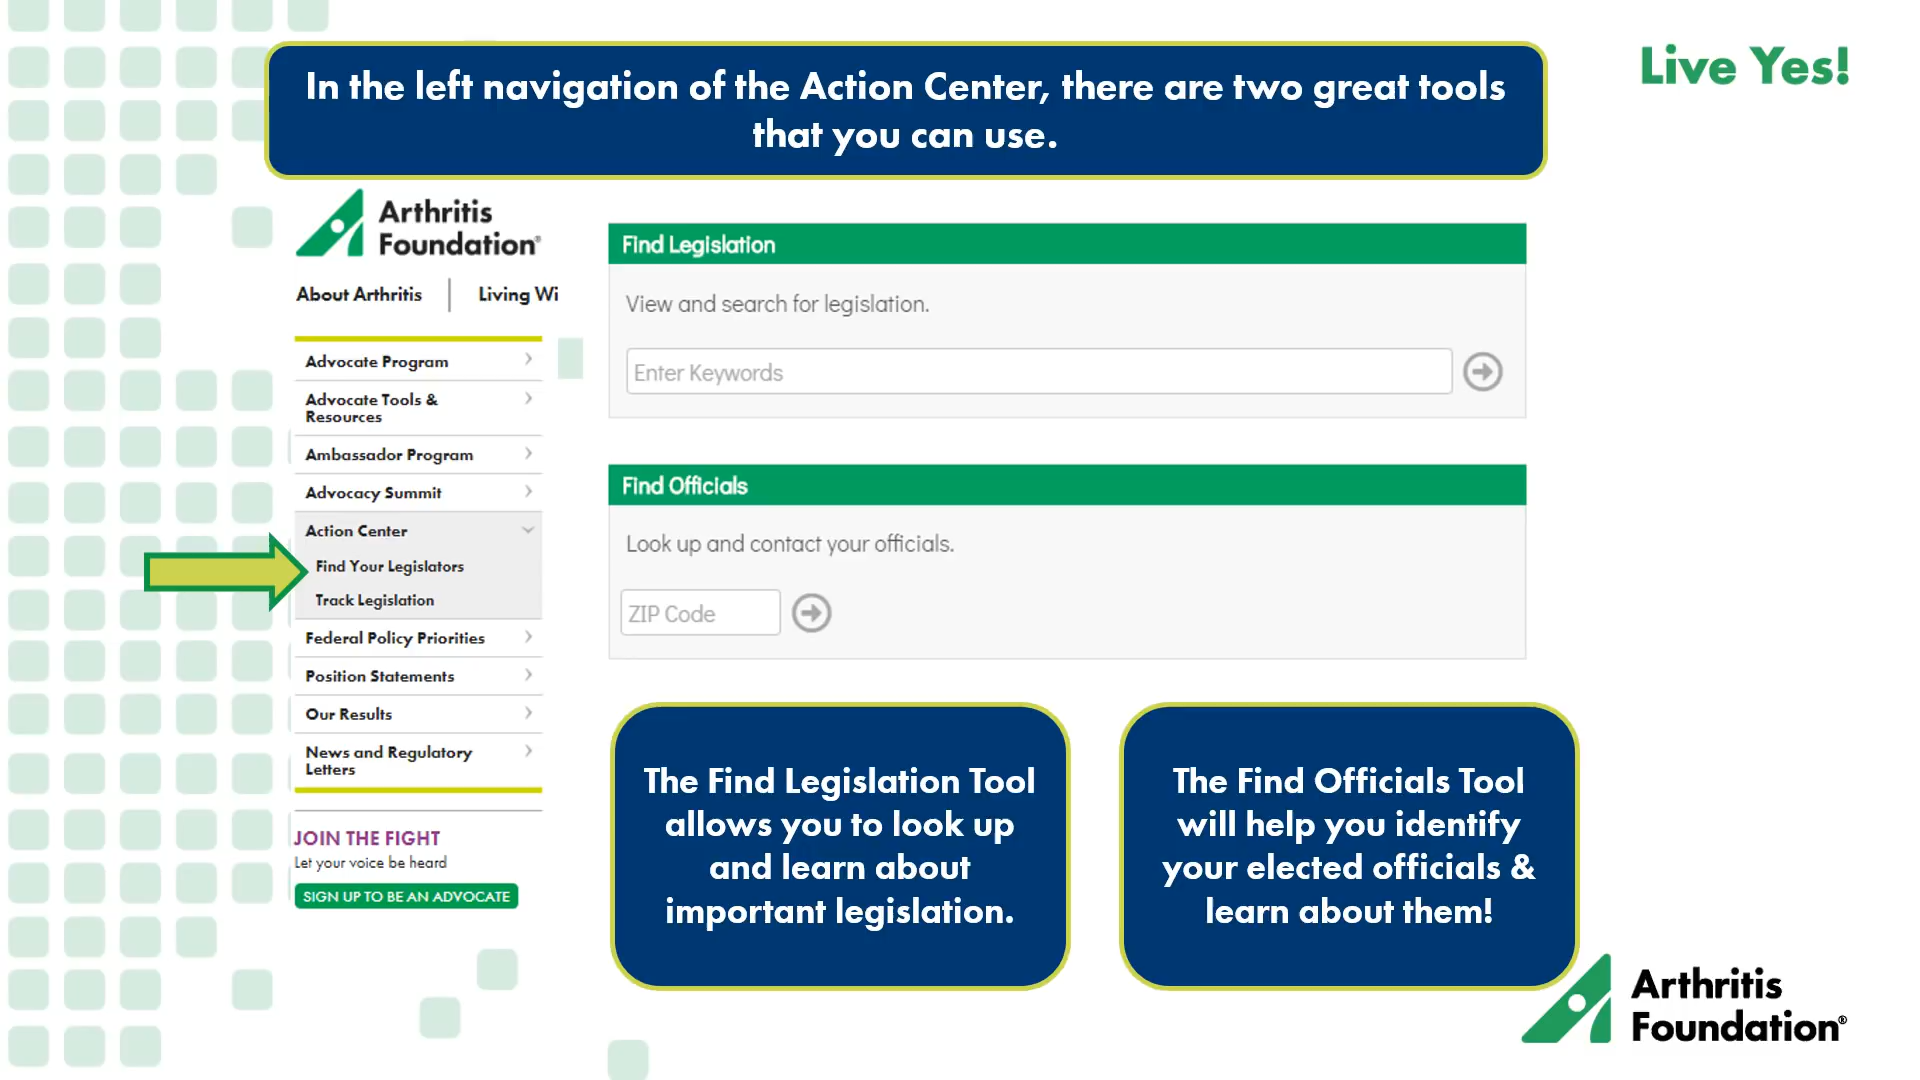 In the left navigation of the Action Center, there are two great tools
that you can use.
Live Yes!
Arthritis
Foundation®
About Arthritis
Living Wi
Advocate Program
Advocate Tools &
Resources
Ambassador Program
Advocacy Summit
Action Center
Find Your Legislators
Track Legislation
Federal Policy Priorities
Position Statements
Our Results
News and Regulatory
Letters
JOIN THE FIGHT
Let your voice be heard
SIGN UP TO BE AN ADVOCATE
Find Legislation
View and search for legislation.
Enter Keywords
Find Officials
Look up and contact your officials.
ZIP Code
The Find Legislation Tool
allows you to look up
and learn about
important legislation.
The Find Officials Tool
will help you identify
your elected officials &
learn about them!
Arthritis
Foundation®